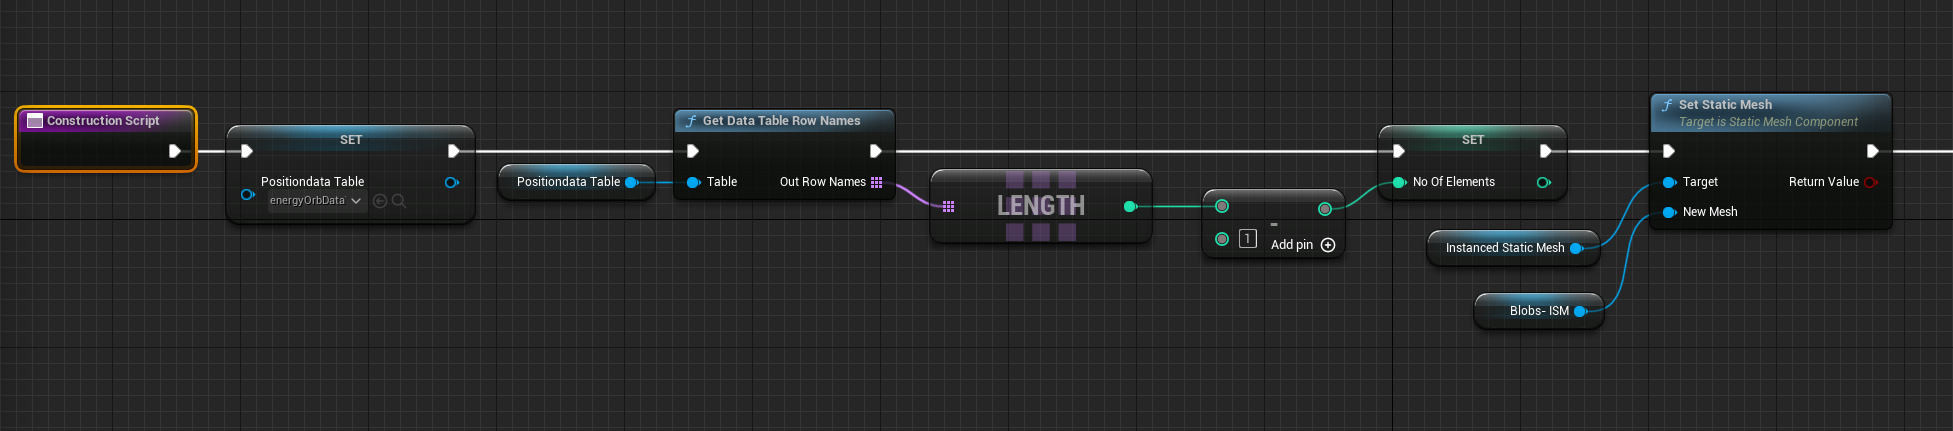 Construction Script
SET
Positiondata Table
energyOrbData
Positiondata Table
Get Data Table Row Names
Table
Out Row Names
LENGTH
-
1
Add pin
SET
No Of Elements
Instanced Static Mesh
Blobs- ISM
f Set Static Mesh
Target is Static Mesh Component
Target
Return Value
New Mesh